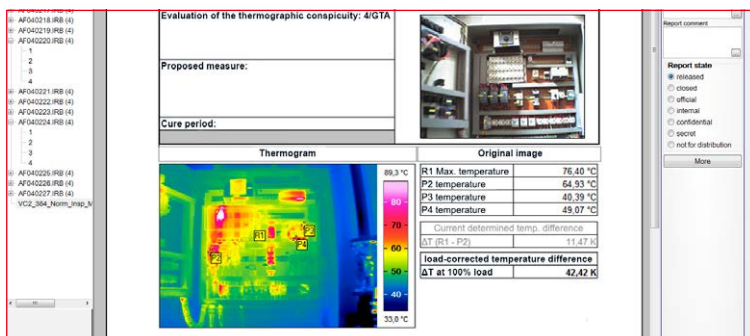 AF040217.IRB (4)
AF040218.IRB (4)
AF040219.IRB (4)
AF040220.IRB (4)
1
2
3
4
AF040221.IRB (4)
AF040222.IRB (4)
AF040223.IRB (4)
AF040224.IRB (4)
1
2
3
4
AF040225.IRB (4)
AF040226.IRB (4)
AF040227.IRB (4)
VC2_384_Norm_Insp_M
Evaluation of the thermographic conspicuity: 4/GTA
Proposed measure:
Cure period:
Thermogram
Original image
89,3 °C
80
70
60
50
40
33,0 °C
R1
P2
P3
P4
R1 Max. temperature 76,40 °C
P2 temperature 64,93 °C
P3 temperature 40,39 °C
P4 temperature 49,07 °C
Current determined temp. difference
ΔT (R1 - P2) 11,47 K
load-corrected temperature difference
ΔT at 100% load 42,42 K
Report comment
Report state
released
closed
official
internal
confidential
secret
not for distribution
More